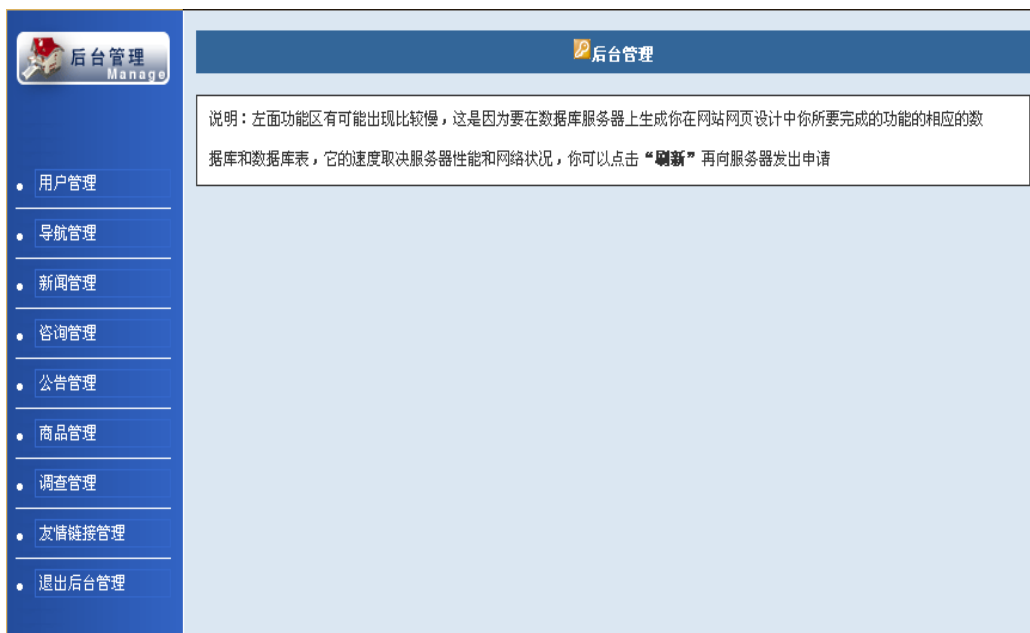 后台管理
Manage
用户管理
导航管理
新闻管理
咨询管理
公告管理
商品管理
调查管理
友情链接管理
退出后台管理
后台管理
说明：左面功能区有可能出现比较慢，这是因为要在数据库服务器上生成你在网站网页设计中你所要完成的功能的相应的数
据库和数据库表，它的速度取决服务器性能和网络状况，你可以点击“刷新”再向服务器发出申请